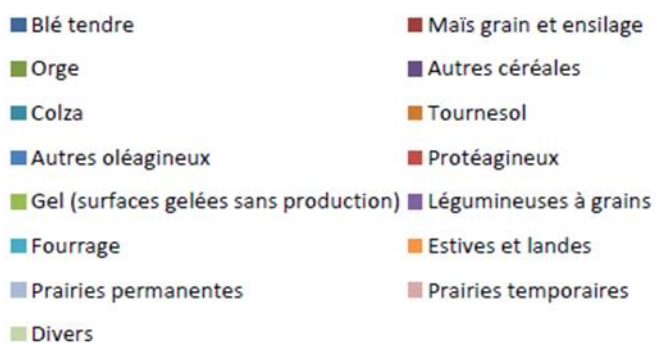 Blé tendre Maïs grain et ensilage
Orge Autres céréales
Colza Tournesol
Autres oléagineux Protéagineux
Gel (surfaces gelées sans production) Légumineuses à grains
Fourrage Estives et landes
Prairies permanentes Prairies temporaires
Divers